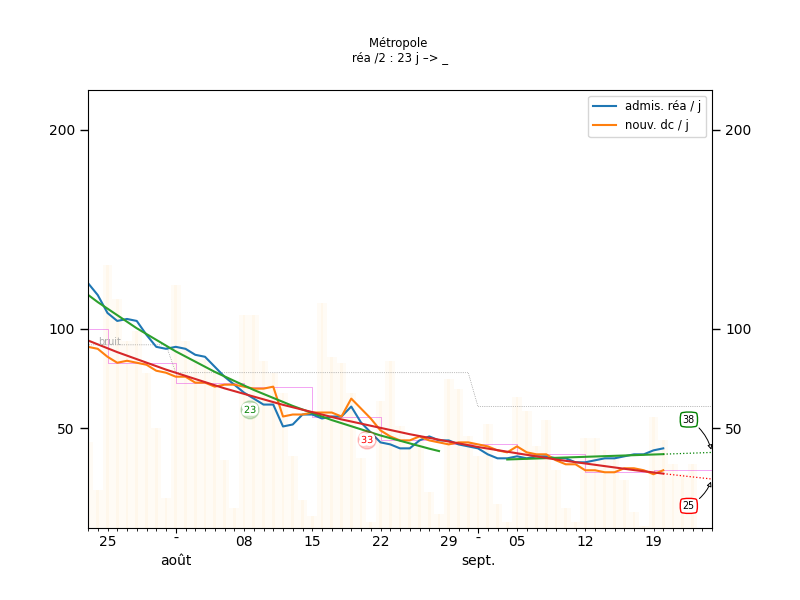 Métropole
réa /2 : 23 j –> _
admis. réa / j
nouv. dc / j
200
200
100
100
bruit
50
50
23
33
38
25
25
-
08
15
22
29
-
05
12
19
août
sept.